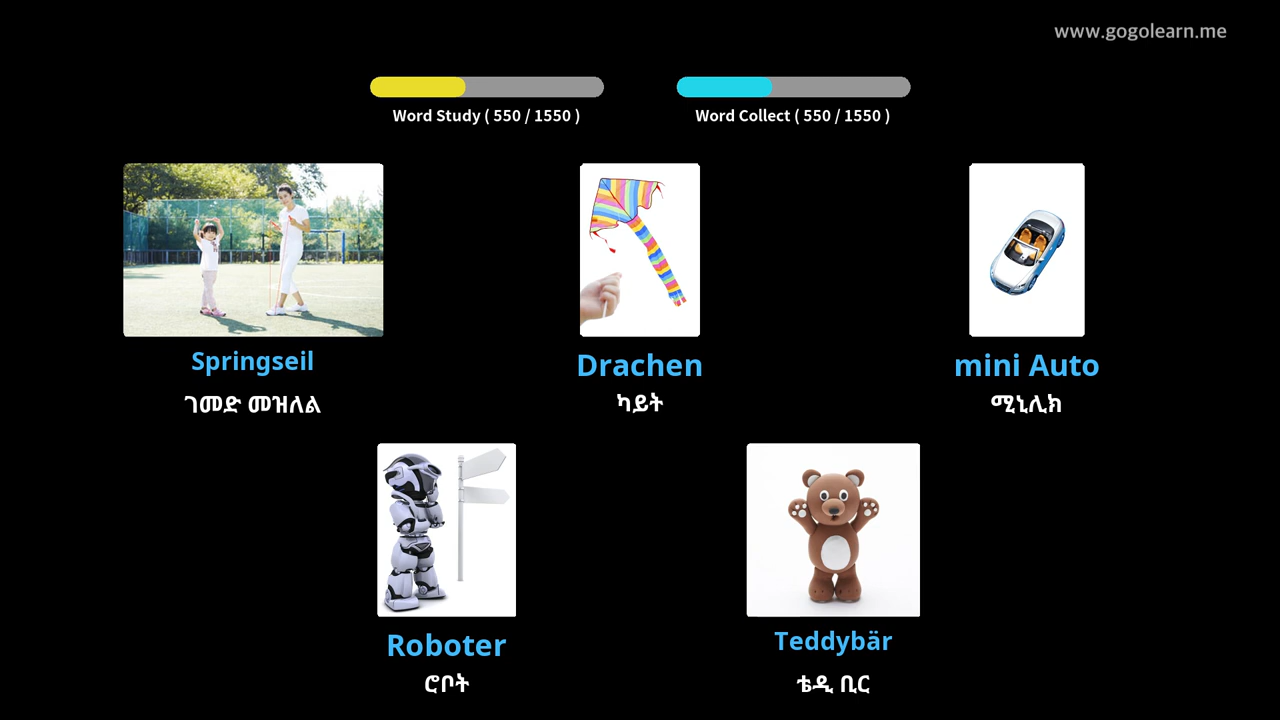 www.gogolearn.me
Word Study ( 550 / 1550 )
Word Collect ( 550 / 1550 )
Springseil
ገመድ መዝለል
Drachen
ካይት
mini Auto
ሚኒሊክ
Roboter
ሮቦት
Teddybär
ቴዲ ቢር